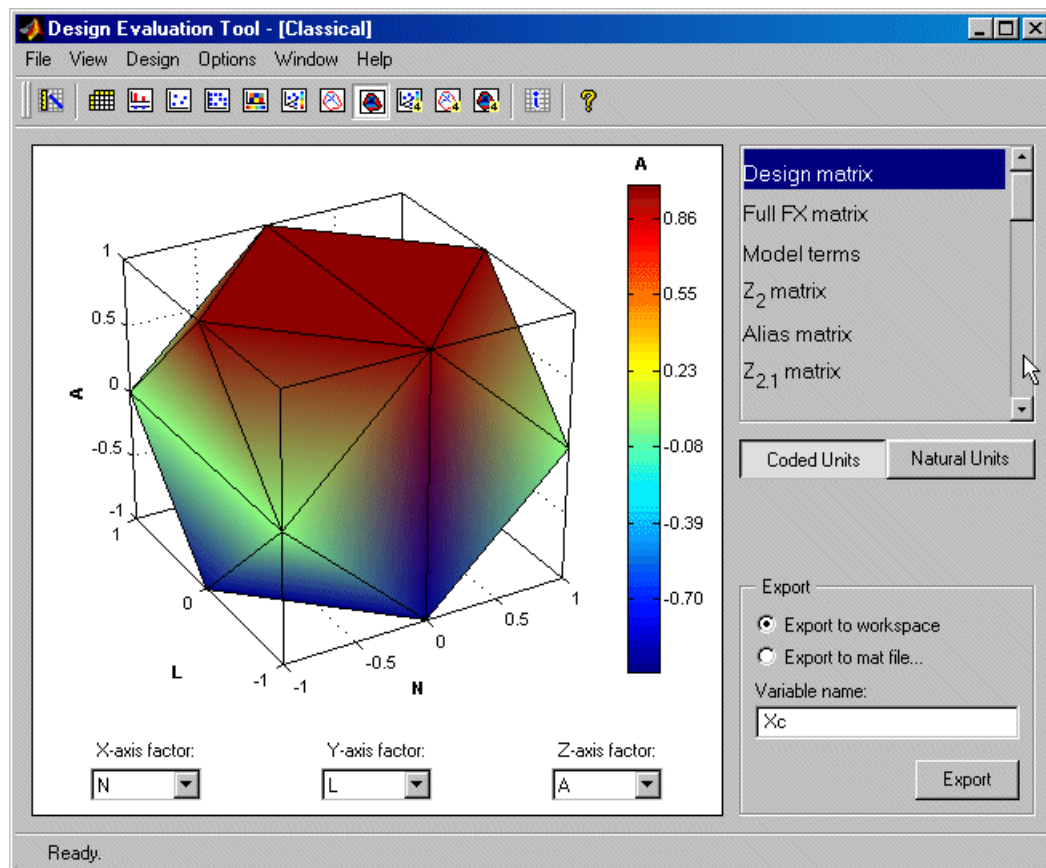 Design Evaluation Tool - [Classical]
File View Design Options Window Help
4 4 4 i ?
A
1
0.5
0
-0.5
-1
A
1
0
-1
L
-1
-0.5
0
0.5
1
N
0.86
0.55
0.23
-0.08
-0.39
-0.70
X-axis factor: Y-axis factor: Z-axis factor:
N L A
Design matrix
Full FX matrix
Model terms
Z2 matrix
Alias matrix
Z2.1 matrix
Coded Units Natural Units
Export
Export to workspace
Export to mat file...
Variable name:
Xc
Export
Ready.